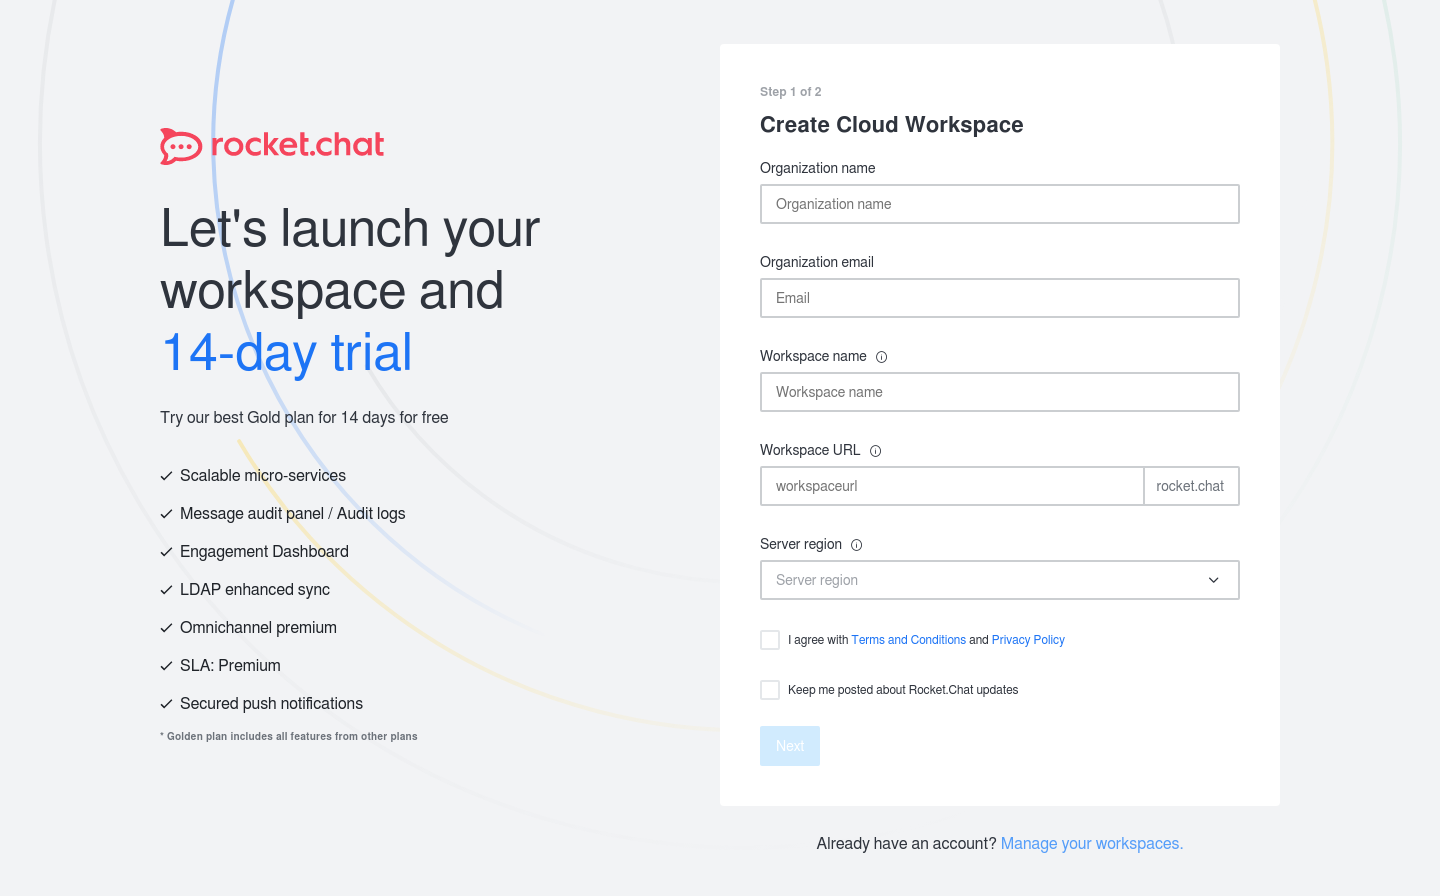 rocket.chat
Let's launch your
workspace and
14-day trial
Try our best Gold plan for 14 days for free
Scalable micro-services
Message audit panel / Audit logs
Engagement Dashboard
LDAP enhanced sync
Omnichannel premium
SLA: Premium
Secured push notifications
* Golden plan includes all features from other plans
Step 1 of 2
Create Cloud Workspace
Organization name
Organization name
Organization email
Email
Workspace name
Workspace name
Workspace URL
workspaceurl rocket.chat
Server region
Server region
I agree with Terms and Conditions and Privacy Policy
Keep me posted about Rocket.Chat updates
Next
Already have an account? Manage your workspaces.